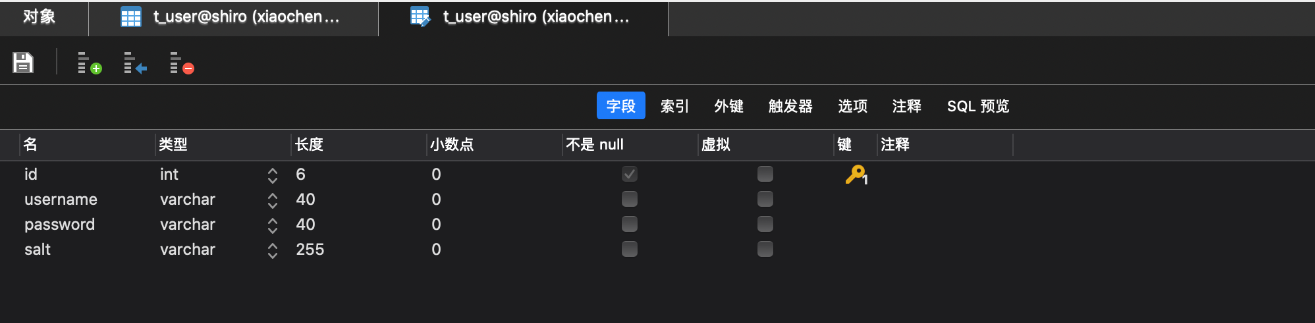 对象 t_user@shiro (xiaochen... t_user@shiro (xiaochen...
字段 索引 外键 触发器 选项 注释 SQL 预览
名 类型 长度 小数点 不是 null 虚拟 键 注释
id int 6 0 1
username varchar 40 0
password varchar 40 0
salt varchar 255 0